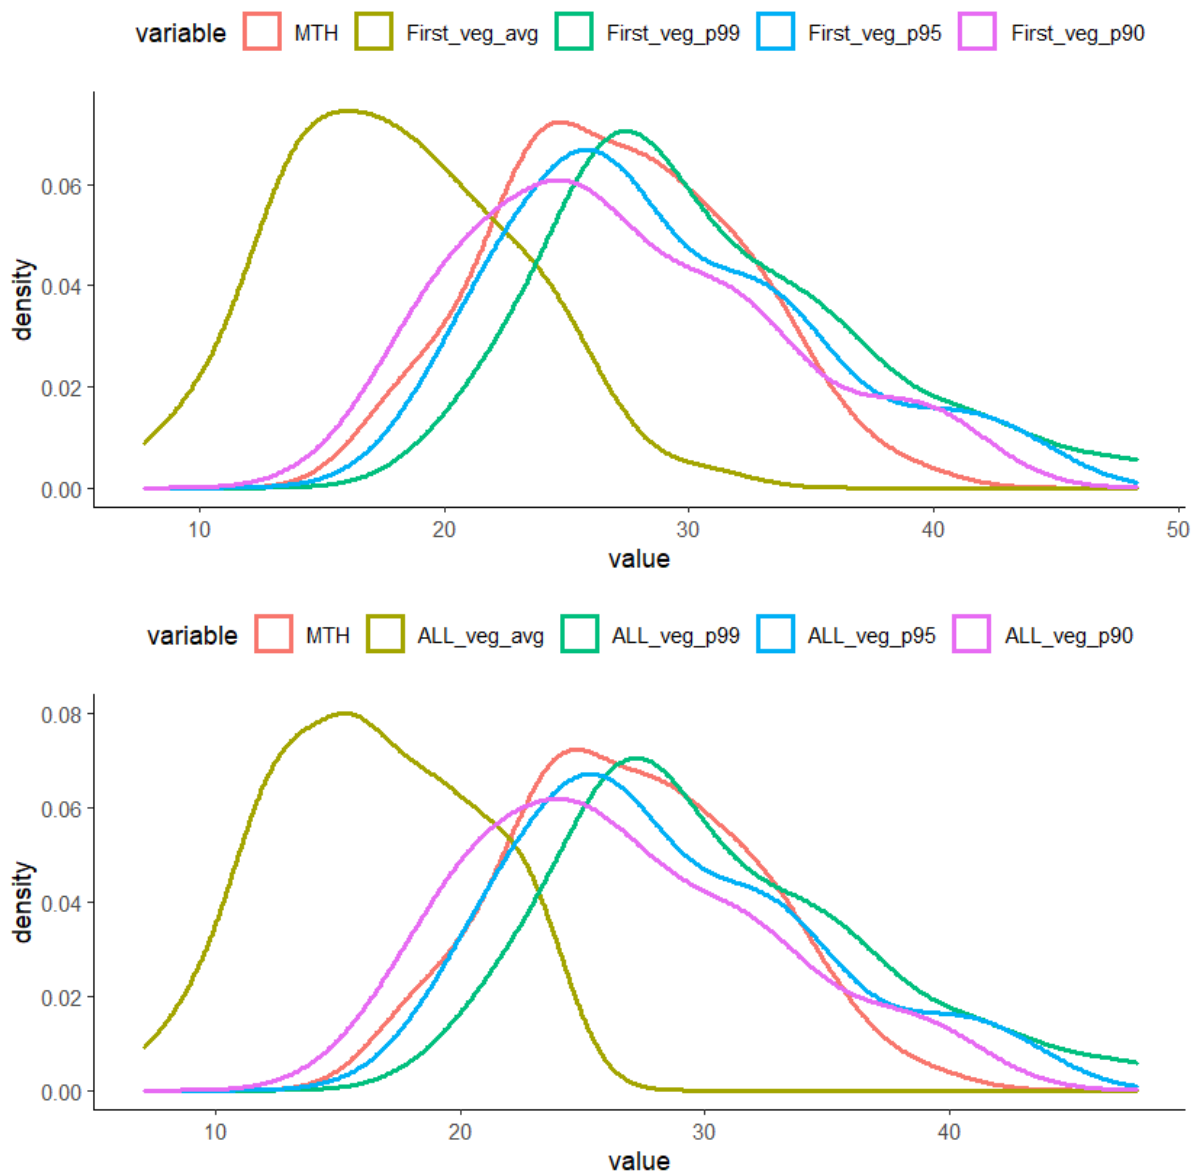 variable MTH First_veg_avg First_veg_p99 First_veg_p95 First_veg_p90
density
0.06
0.04
0.02
0.00
10 20 30 40 50
value
variable MTH ALL_veg_avg ALL_veg_p99 ALL_veg_p95 ALL_veg_p90
density
0.08
0.06
0.04
0.02
0.00
10 20 30 40
value